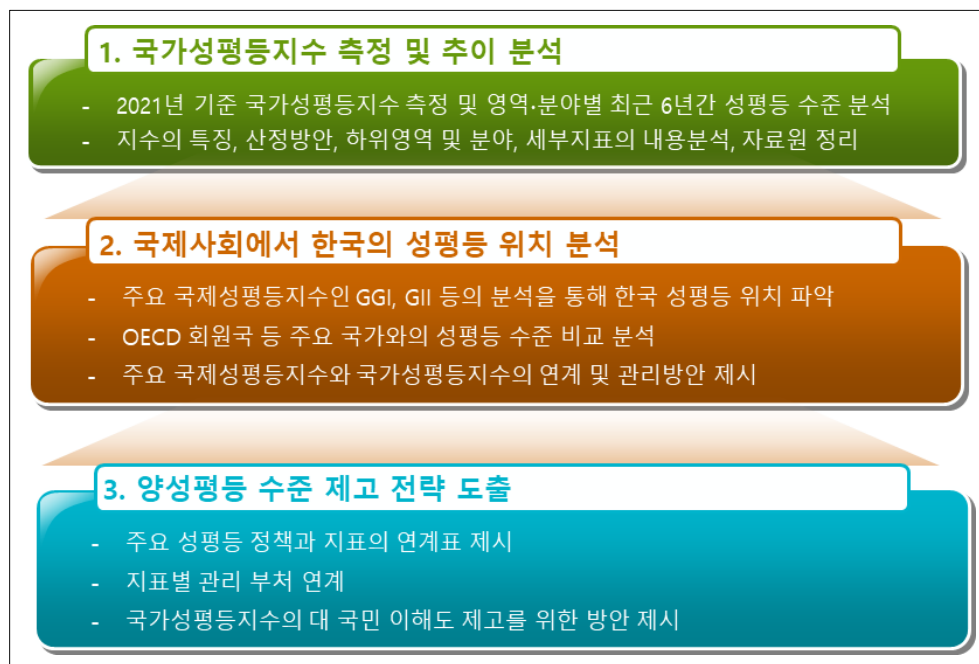 1. 국가성평등지수 측정 및 추이 분석
- 2021년 기준 국가성평등지수 측정 및 영역·분야별 최근 6년간 성평등 수준 분석
- 지수의 특징, 산정방안, 하위영역 및 분야, 세부지표의 내용분석, 자료원 정리
2. 국제사회에서 한국의 성평등 위치 분석
- 주요 국제성평등지수인 GGI, GII 등의 분석을 통해 한국 성평등 위치 파악
- OECD 회원국 등 주요 국가와의 성평등 수준 비교 분석
- 주요 국제성평등지수와 국가성평등지수의 연계 및 관리방안 제시
3. 양성평등 수준 제고 전략 도출
- 주요 성평등 정책과 지표의 연계표 제시
- 지표별 관리 부처 연계
- 국가성평등지수의 대 국민 이해도 제고를 위한 방안 제시